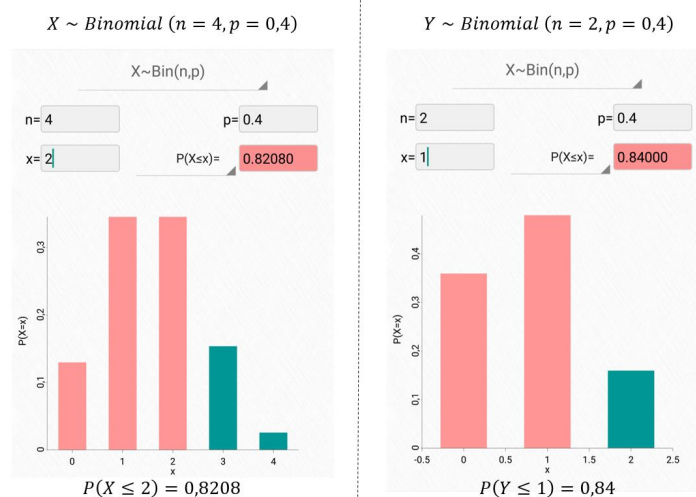 X ~ Binomial (n = 4, p = 0,4)
X~Bin(n,p)
n= 4
p= 0.4
x= 2
P(X≤x)= 0.82080
0,3
0,2
0,1
0
P(X=x)
0 1 2 3 4
x
P(X ≤ 2) = 0,8208
Y ~ Binomial (n = 2, p = 0,4)
X~Bin(n,p)
n= 2
p= 0.4
x= 1
P(X≤x)= 0.84000
0,4
0,3
0,2
0,1
0
P(X=x)
-0.5 0 0.5 1 1.5 2 2.5
x
P(Y ≤ 1) = 0,84